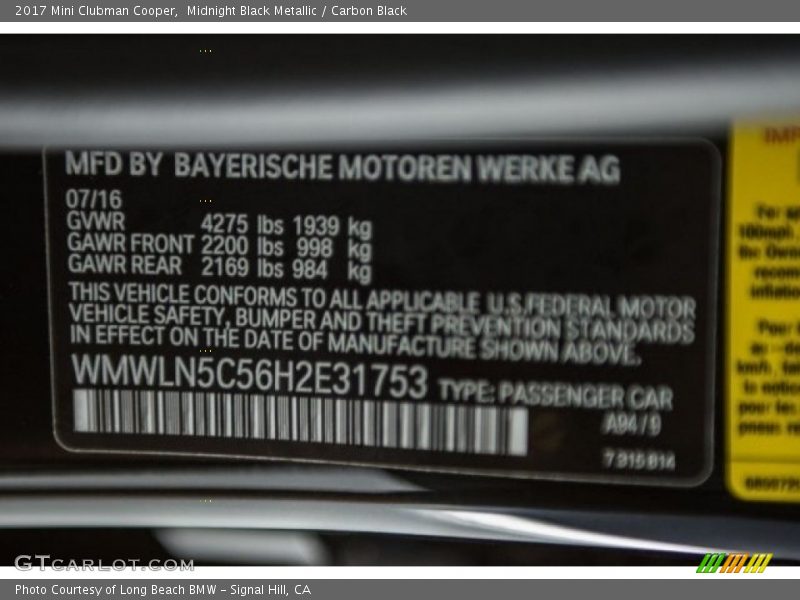 2017 Mini Clubman Cooper,  Midnight Black Metallic / Carbon Black
MFD BY BAYERISCHE MOTOREN WERKE AG
07/16
GVWR 4275 lbs 1939 kg
GAWR FRONT 2200 lbs 998 kg
GAWR REAR 2169 lbs 984 kg
THIS VEHICLE CONFORMS TO ALL APPLICABLE U.S.FEDERAL MOTOR
VEHICLE SAFETY, BUMPER AND THEFT PREVENTION STANDARDS
IN EFFECT ON THE DATE OF MANUFACTURE SHOWN ABOVE.
WMWLN5C56H2E31753 TYPE: PASSENGER CAR
A94/9
7315814
100mph
km/h,
GTCARLOT.COM
Photo Courtesy of Long Beach BMW – Signal Hill, CA